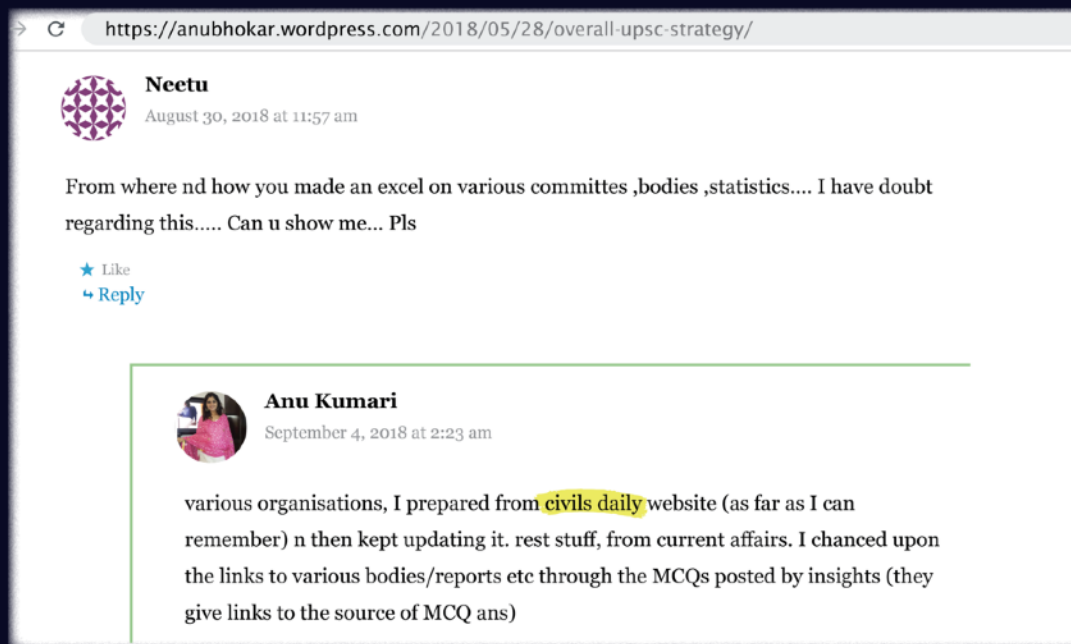 https://anubhokar.wordpress.com/2018/05/28/overall-upsc-strategy/
Neetu
August 30, 2018 at 11:57 am
From where nd how you made an excel on various committes ,bodies ,statistics.... I have doubt
regarding this..... Can u show me... Pls
Like
Reply
Anu Kumari
September 4, 2018 at 2:23 am
various organisations, I prepared from civils daily website (as far as I can
remember) n then kept updating it. rest stuff, from current affairs. I chanced upon
the links to various bodies/reports etc through the MCQs posted by insights (they
give links to the source of MCQ ans)